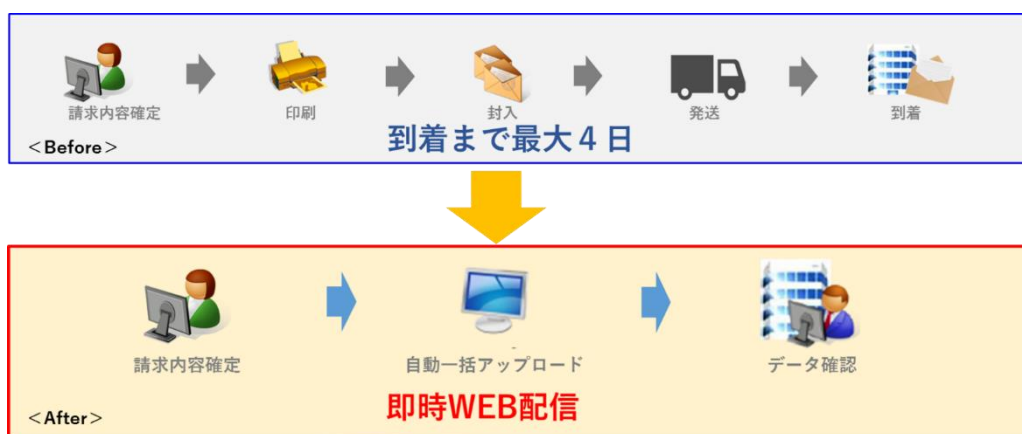 請求内容確定
印刷
封入
発送
到着
到着まで最大4日
＜Before＞
請求内容確定
自動一括アップロード
データ確認
即時WEB配信
＜After＞